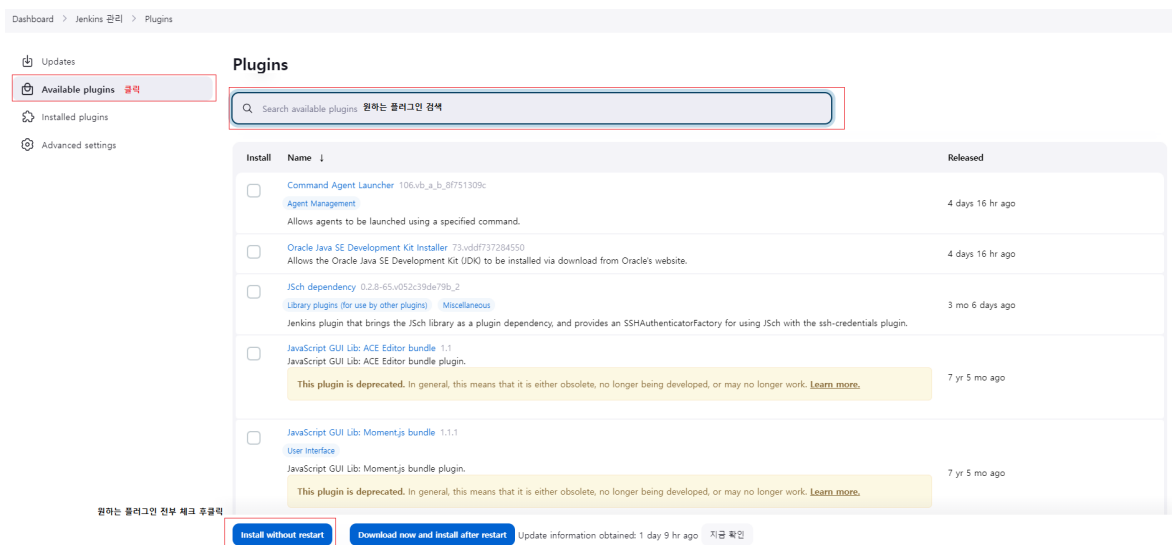 Dashboard > Jenkins 관리 > Plugins
Updates
Available plugins 클릭
Installed plugins
Advanced settings
Plugins
Search available plugins 원하는 플러그인 검색
Install Name ↓ Released
Command Agent Launcher 106.vb_a_b_8f751309c
Agent Management
Allows agents to be launched using a specified command.
4 days 16 hr ago
Oracle Java SE Development Kit Installer 73.vddf737284550
Allows the Oracle Java SE Development Kit (JDK) to be installed via download from Oracle's website.
4 days 16 hr ago
JSch dependency 0.2.8-65.v052c39de79b_2
Library plugins (for use by other plugins) Miscellaneous
Jenkins plugin that brings the JSch library as a plugin dependency, and provides an SSHAuthenticatorFactory for using JSch with the ssh-credentials plugin.
3 mo 6 days ago
JavaScript GUI Lib: ACE Editor bundle 1.1
JavaScript GUI Lib: ACE Editor bundle plugin.
This plugin is deprecated. In general, this means that it is either obsolete, no longer being developed, or may no longer work. Learn more.
7 yr 5 mo ago
JavaScript GUI Lib: Moment.js bundle 1.1.1
User Interface
JavaScript GUI Lib: Moment.js bundle plugin.
This plugin is deprecated. In general, this means that it is either obsolete, no longer being developed, or may no longer work. Learn more.
7 yr 5 mo ago
원하는 플러그인 전부 체크 후클릭
Install without restart Download now and install after restart Update information obtained: 1 day 9 hr ago 지금 확인